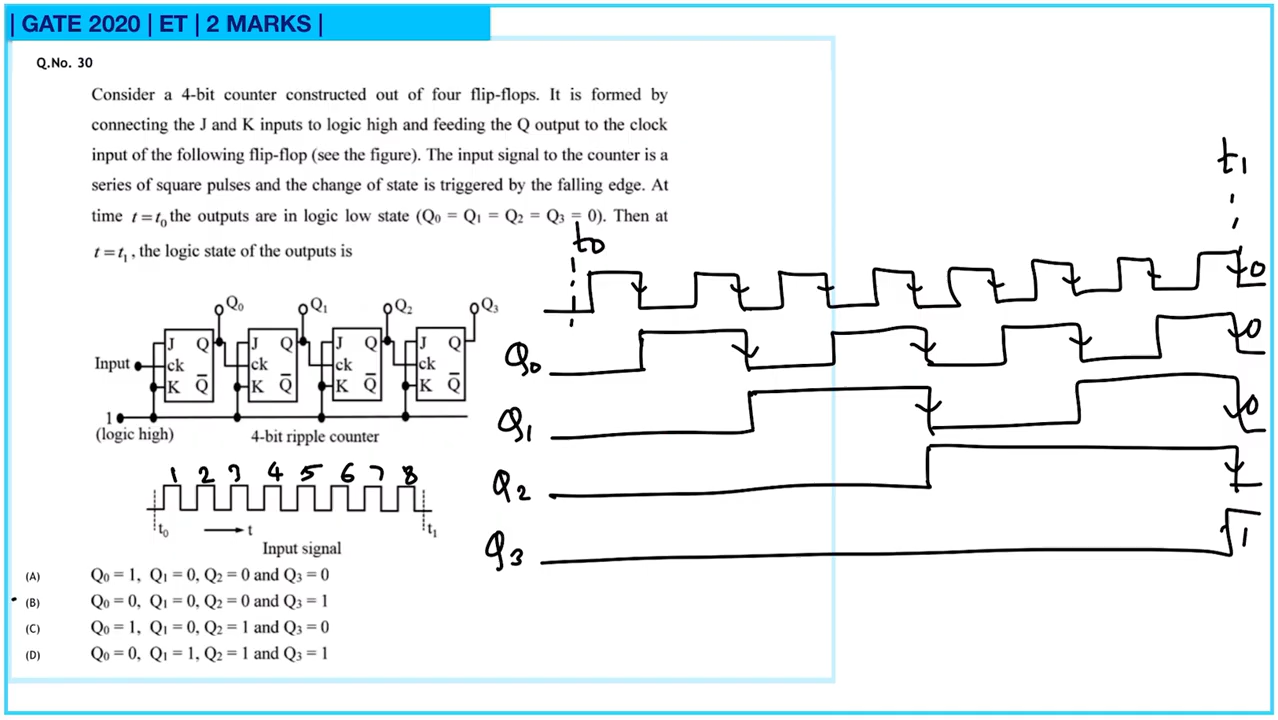 | GATE 2020 | ET | 2 MARKS |
Q.No. 30
Consider a 4-bit counter constructed out of four flip-flops. It is formed by
connecting the J and K inputs to logic high and feeding the Q output to the clock
input of the following flip-flop (see the figure). The input signal to the counter is a
series of square pulses and the change of state is triggered by the falling edge. At
time t = t₀ the outputs are in logic low state (Q₀ = Q₁ = Q₂ = Q₃ = 0). Then at
t = t₁ , the logic state of the outputs is
Q₀ Q₁ Q₂ Q₃
J Q J Q J Q J Q
Input ck ck ck ck
K Q̅ K Q̅ K Q̅ K Q̅
1
(logic high) 4-bit ripple counter
1 2 3 4 5 6 7 8
t₀ t t₁
Input signal
(A) Q₀ = 1, Q₁ = 0, Q₂ = 0 and Q₃ = 0
(B) Q₀ = 0, Q₁ = 0, Q₂ = 0 and Q₃ = 1
(C) Q₀ = 1, Q₁ = 0, Q₂ = 1 and Q₃ = 0
(D) Q₀ = 0, Q₁ = 1, Q₂ = 1 and Q₃ = 1
t₀ t₁
0
Q₀ 0
Q₁ 0
Q₂
Q₃ 1